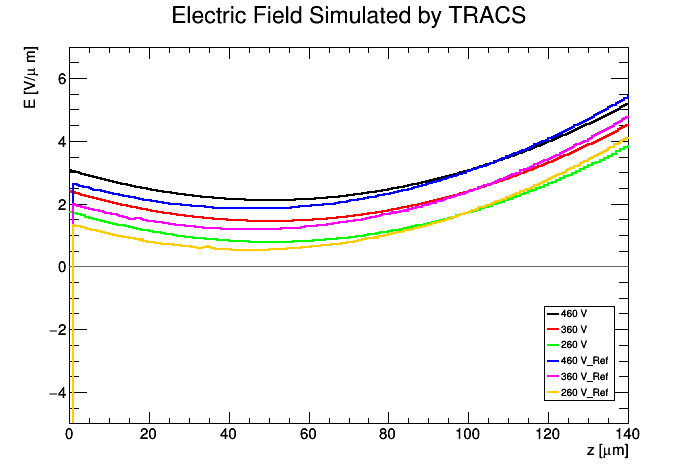 Electric Field Simulated by TRACS
E [V/μ m]
6
4
2
0
−2
−4
460 V
360 V
260 V
460 V_Ref
360 V_Ref
260 V_Ref
0 20 40 60 80 100 120 140
z [μm]